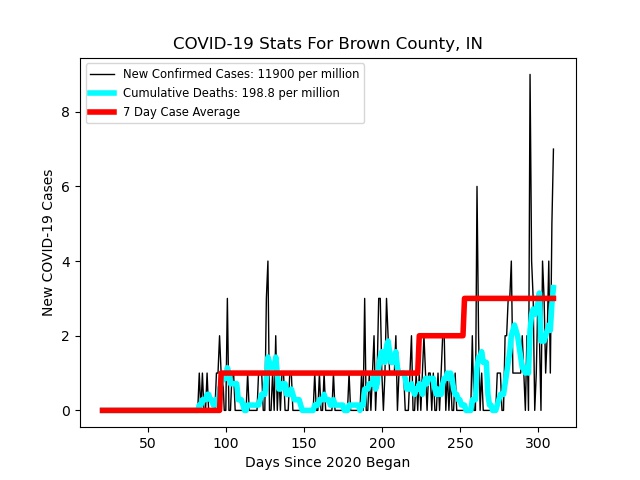 COVID-19 Stats For Brown County, IN
New Confirmed Cases: 11900 per million
Cumulative Deaths: 198.8 per million
7 Day Case Average
New COVID-19 Cases
8
6
4
2
0
50 100 150 200 250 300
Days Since 2020 Began